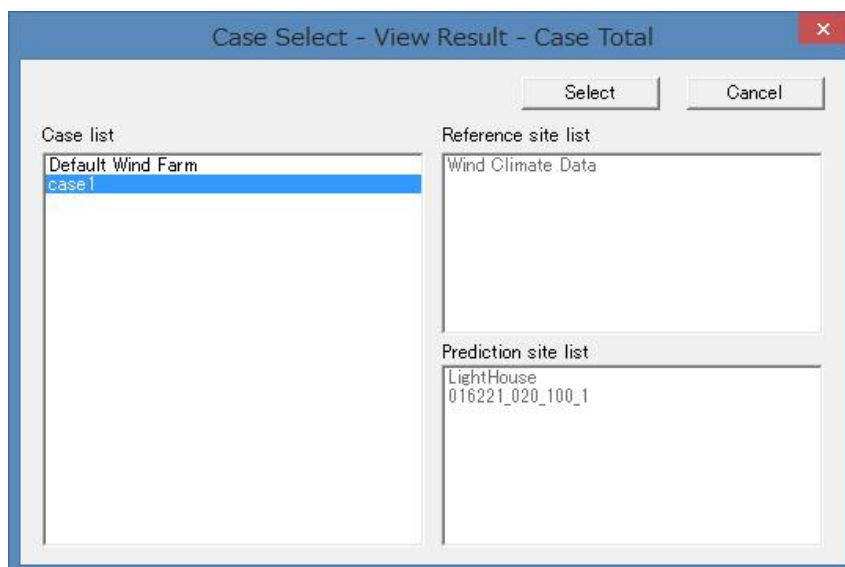 Case Select - View Result - Case Total
Select
Cancel
Case list
Default Wind Farm
case1
Reference site list
Wind Climate Data
Prediction site list
LightHouse
016221_020_100_1